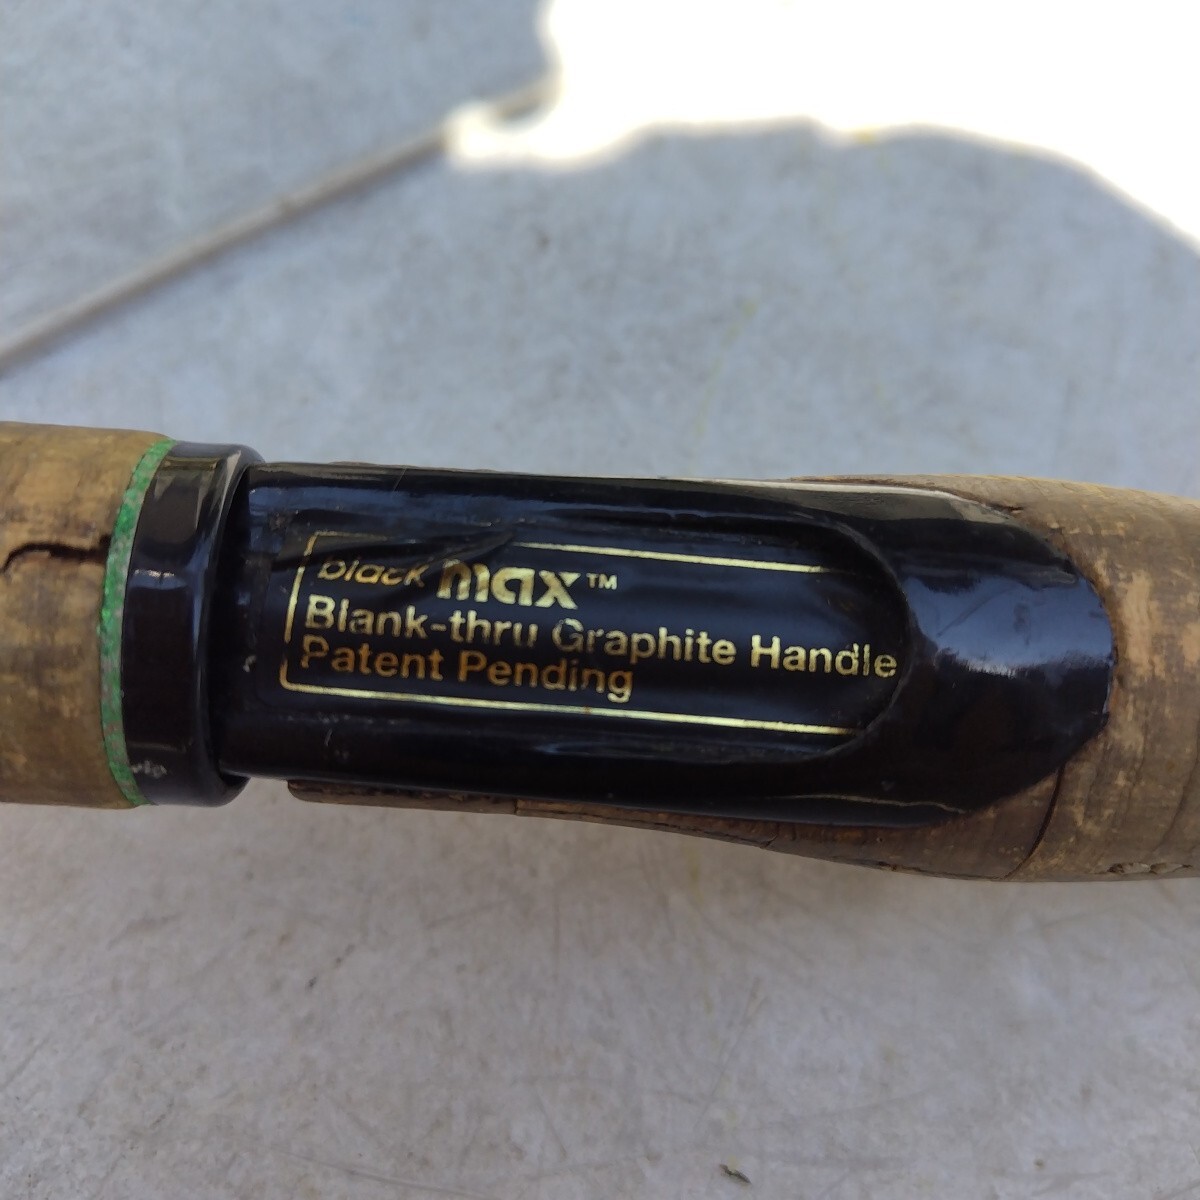 black max™
Blank-thru Graphite Handle
Patent Pending